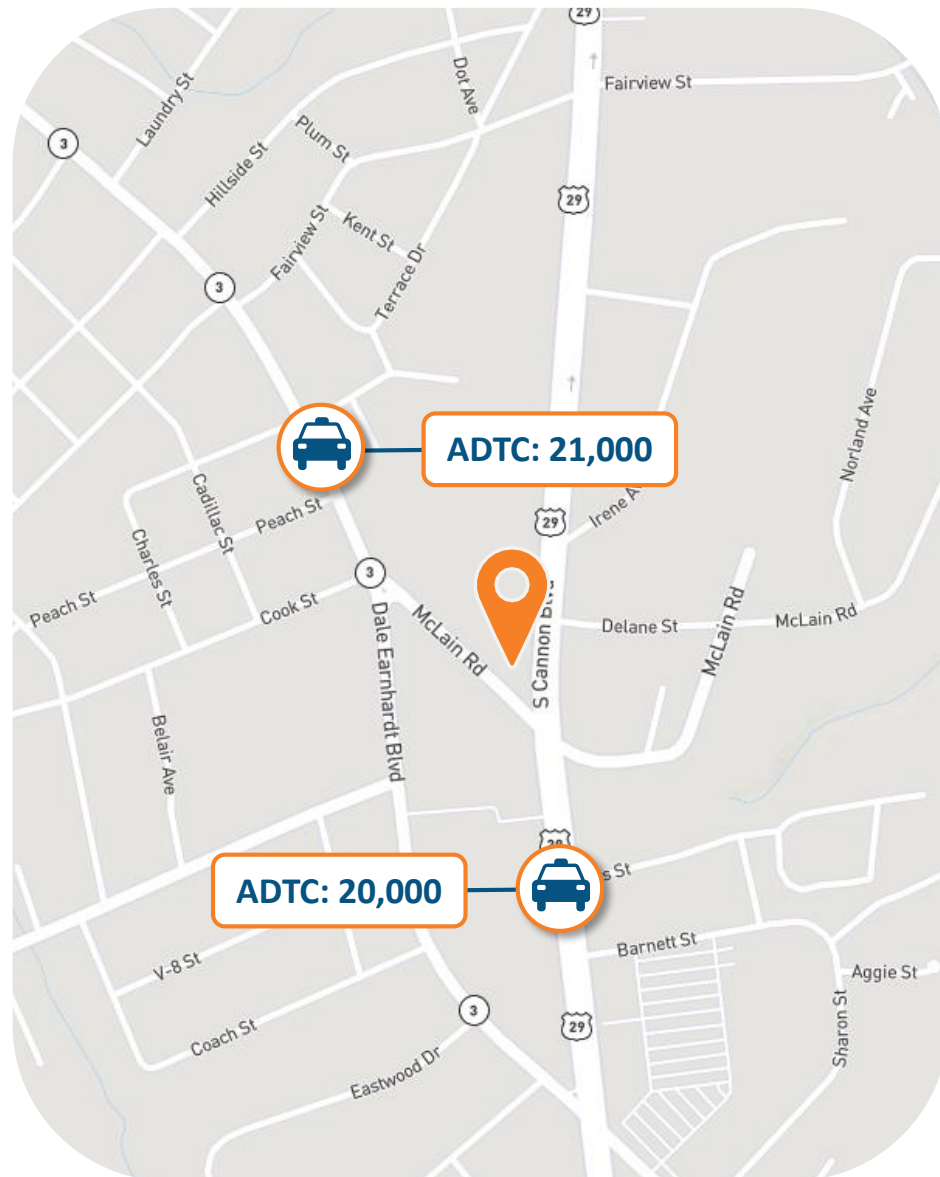 29
Fairview St
Dot Ave
Laundry St
3
Plum St
Hillside St
29
Kent St
Fairview St
Terrace Dr
3
ADTC: 21,000
Norland Ave
Cadillac St
Peach St
Irene
29
Charles St
3
Peach St
Cook St
Dale Earnhardt Blvd
McLain Rd
S Cannon Blvd
Delane St
McLain Rd
McLain Rd
Belair Ave
29
ADTC: 20,000
Barnett St
V-8 St
Aggie St
Coach St
3
29
Sharon St
Eastwood Dr